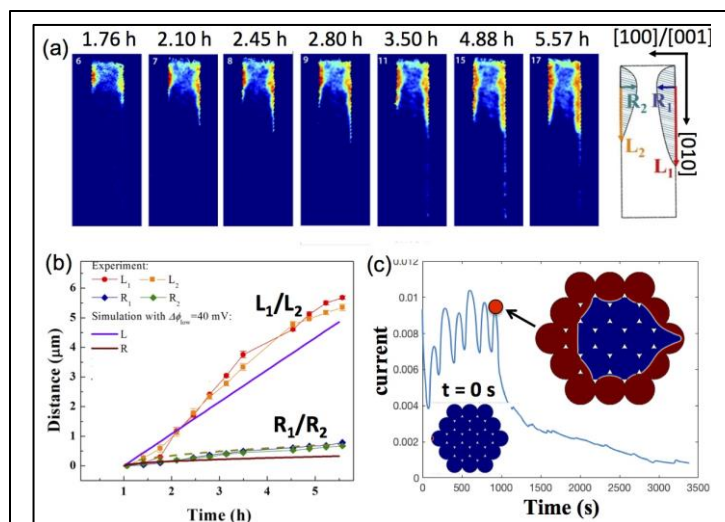 (a)
1.76 h 2.10 h 2.45 h 2.80 h 3.50 h 4.88 h 5.57 h
6 7 8 9 11 15 17
[100]/[001]
R2 R1
L2
L1
[010]
(b)
Experiment:
L1 L2
R1 R2
Simulation with Δϕlow=40 mV:
L
R
L1/L2
R1/R2
Distance (μm)
6
5
4
3
2
1
0
0 1 2 3 4 5
Time (h)
(c)
current
0.012
0.01
0.008
0.006
0.004
0.002
0
t = 0 s
0 500 1000 1500 2000 2500 3000 3500
Time (s)